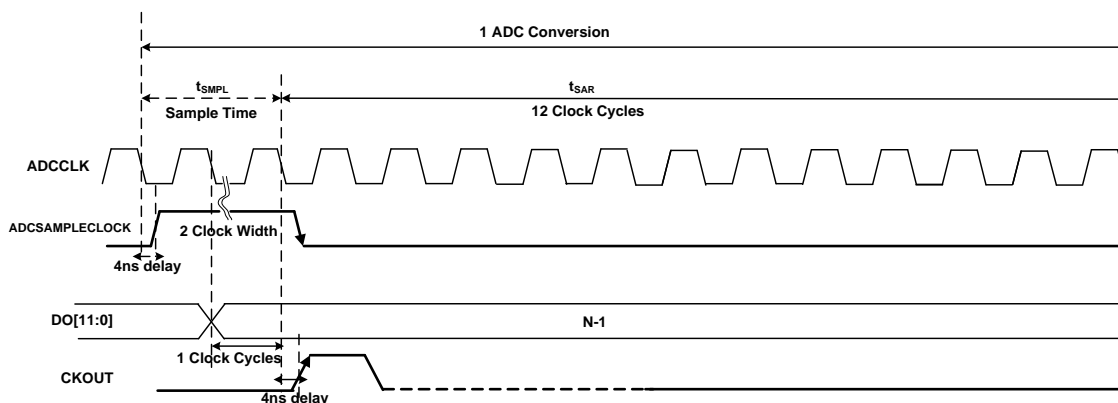 1 ADC Conversion
tSMPL
tSAR
Sample Time
12 Clock Cycles
ADCCLK
ADCSAMPLECLOCK
2 Clock Width
4ns delay
DO[11:0]
N-1
1 Clock Cycles
CKOUT
4ns delay